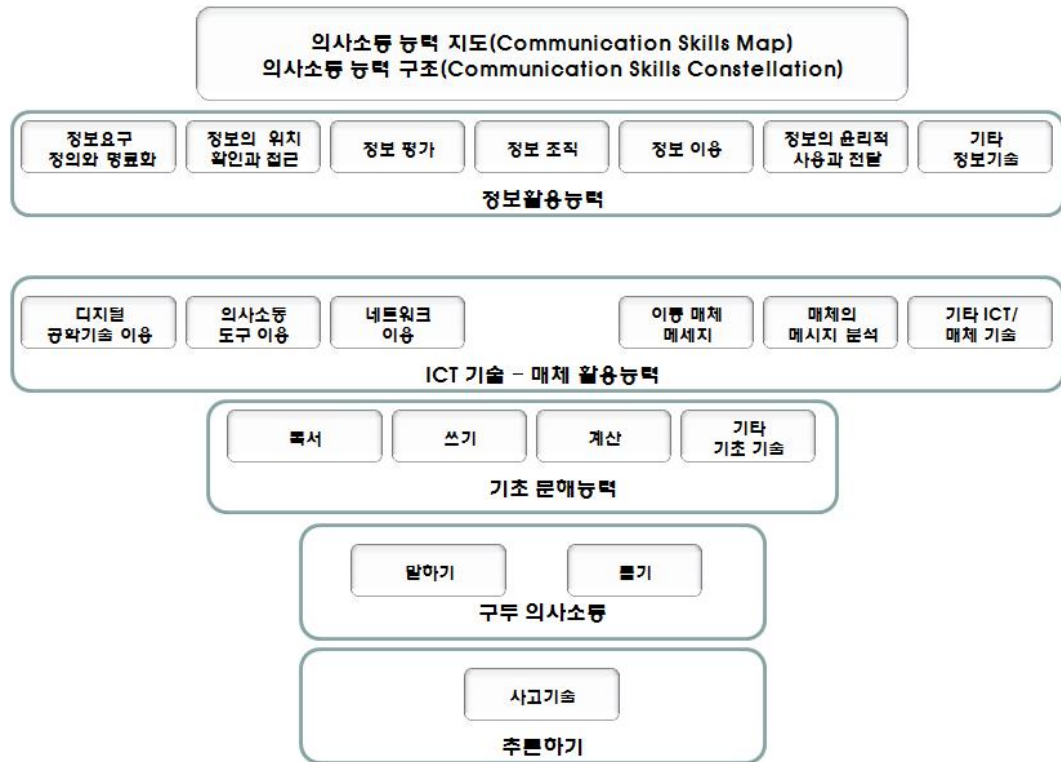 의사소통 능력 지도(Communication Skills Map)
의사소통 능력 구조(Communication Skills Constellation)
정보요구
정의와 명료화
정보의 위치
확인과 접근
정보 평가
정보 조직
정보 이용
정보의 윤리적
사용과 전달
기타
정보기술
정보활용능력
디지털
공학기술 이용
의사소통
도구 이용
네트워크
이용
이동 매체
메세지
매체의
메시지 분석
기타 ICT/
매체 기술
ICT 기술 - 매체 활용능력
독서
쓰기
계산
기타
기초 기술
기초 문해능력
말하기
듣기
구두 의사소통
사고기술
추론하기